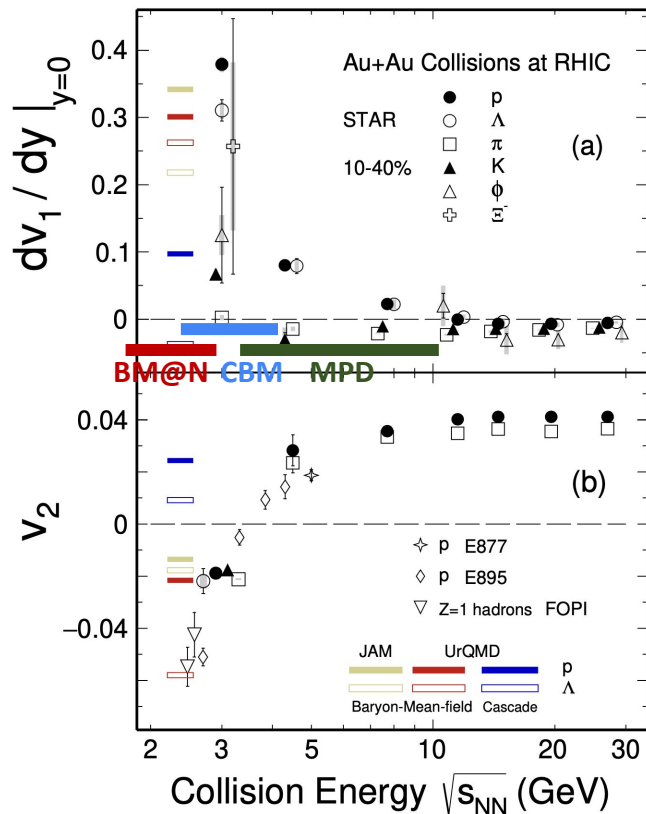 dv₁ / dy |y=0
0.4
0.3
0.2
0.1
0
Au+Au Collisions at RHIC
STAR
10-40%
p
Λ
π
K
ϕ
Ξ⁻
(a)
BM@N CBM MPD
v₂
0.04
0
−0.04
(b)
p E877
p E895
Z=1 hadrons FOPI
JAM UrQMD
p
Λ
Baryon-Mean-field Cascade
2 3 4 5 10 20 30
Collision Energy √sNN (GeV)